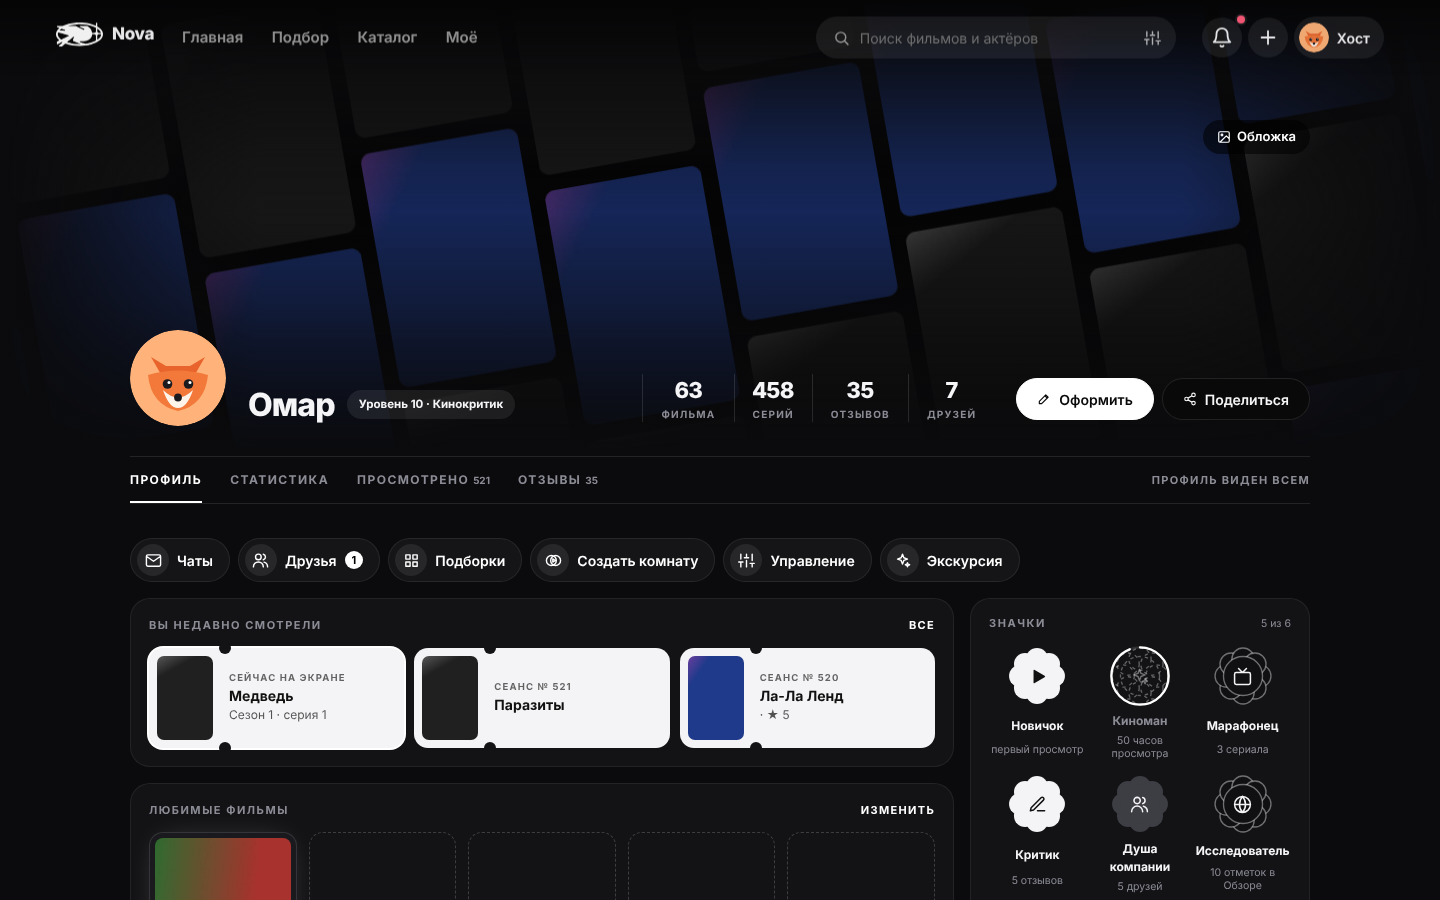 Nova
Главная
Подбор
Каталог
Моё
Поиск фильмов и актёров
Хост
Обложка
Омар
Уровень 10 · Кинокритик
63
ФИЛЬМА
458
СЕРИЙ
35
ОТЗЫВОВ
7
ДРУЗЕЙ
Оформить
Поделиться
ПРОФИЛЬ
СТАТИСТИКА
ПРОСМОТРЕНО 521
ОТЗЫВЫ 35
ПРОФИЛЬ ВИДЕН ВСЕМ
Чаты
Друзья 1
Подборки
Создать комнату
Управление
Экскурсия
ВЫ НЕДАВНО СМОТРЕЛИ
ВСЕ
СЕЙЧАС НА ЭКРАНЕ
Медведь
Сезон 1 · серия 1
СЕАНС № 521
Паразиты
СЕАНС № 520
Ла-Ла Ленд
· ★ 5
ЗНАЧКИ
5 из 6
Новичок
первый просмотр
Киноман
50 часов
просмотра
Марафонец
3 сериала
Критик
5 отзывов
Душа
компании
5 друзей
Исследователь
10 отметок в
Обзоре
ЛЮБИМЫЕ ФИЛЬМЫ
ИЗМЕНИТЬ